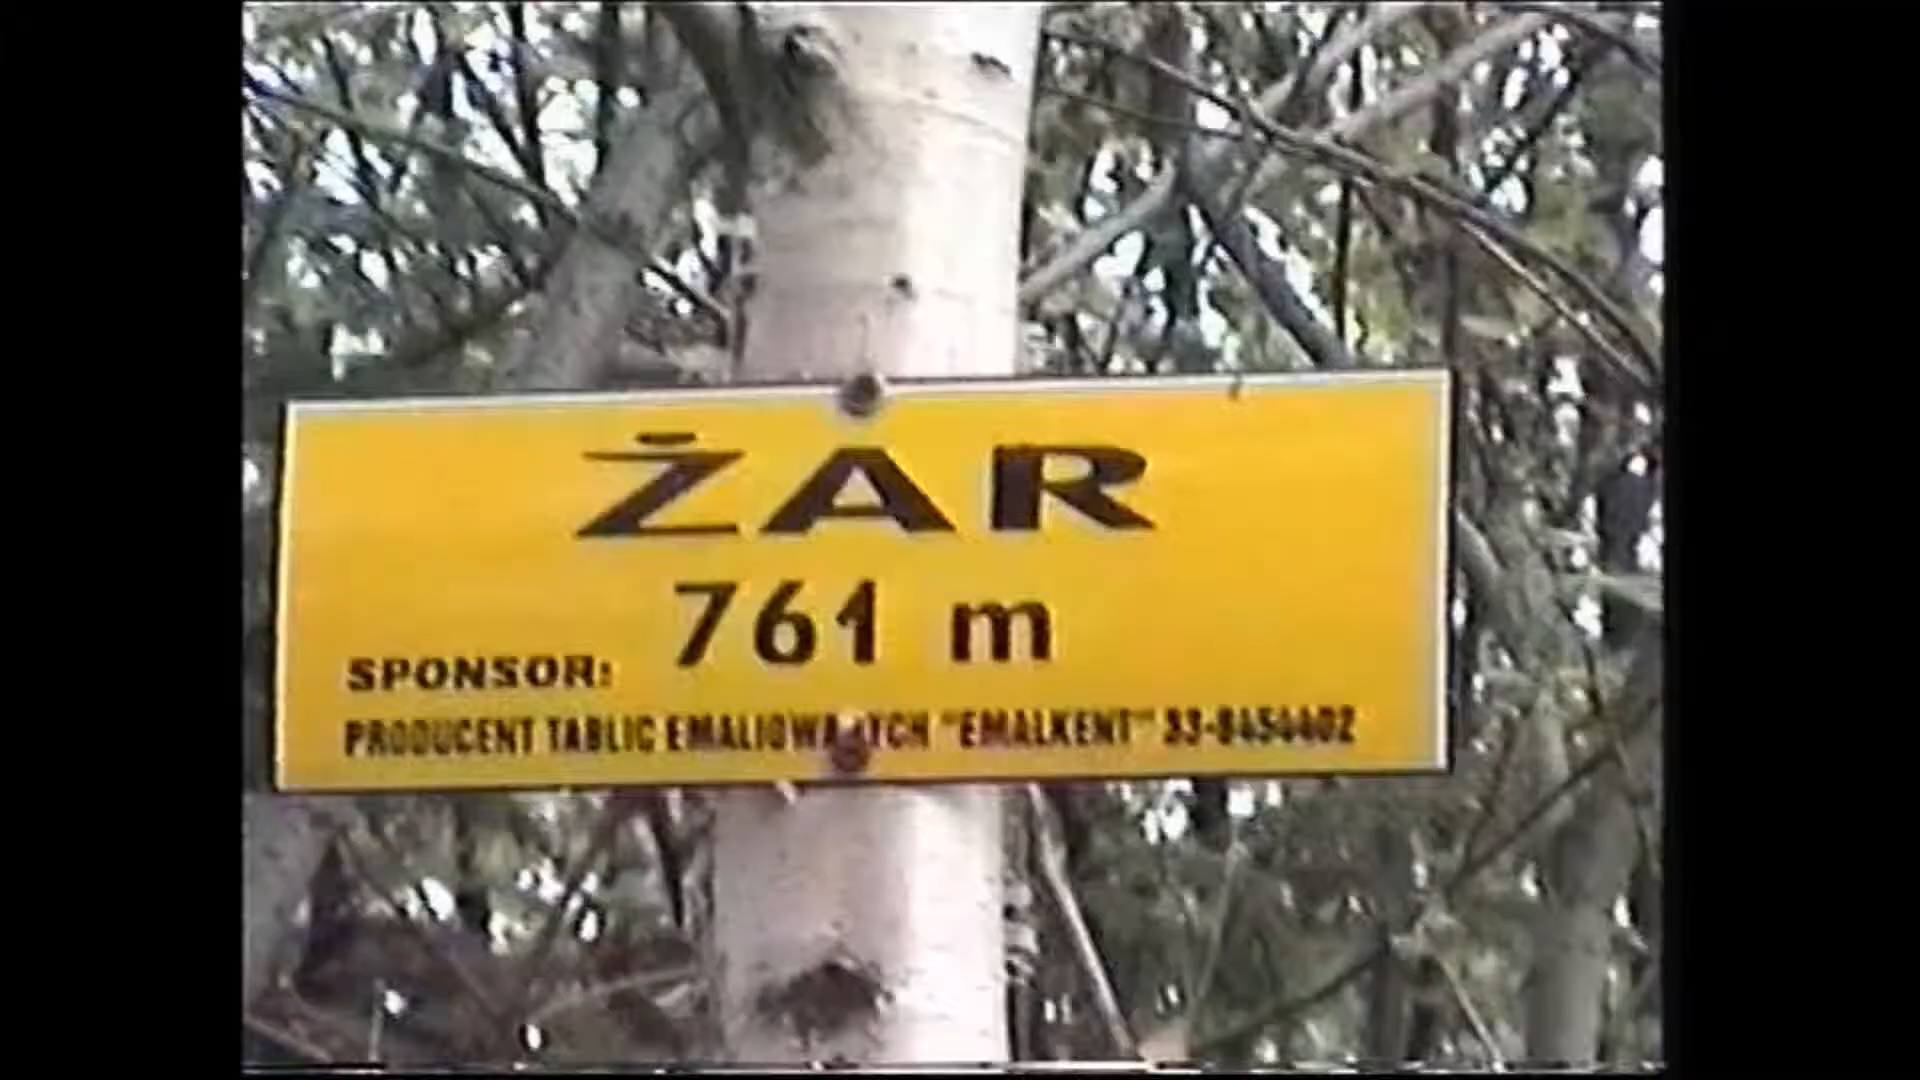 ŻAR
761 m
SPONSOR:
PRODUCENT TABLIC EMALIOWANYCH "EMALKENT" 33-8454402